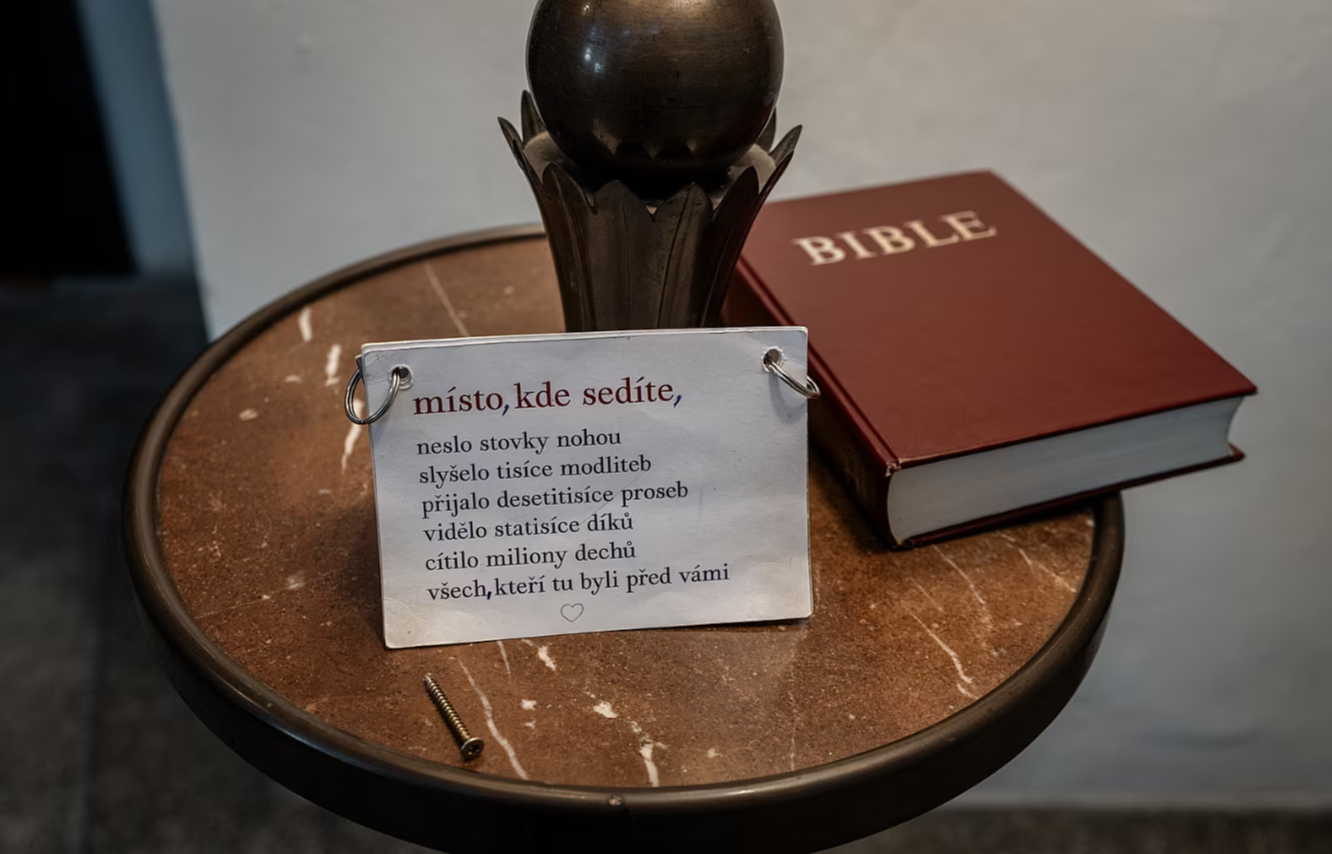 BIBLE
místo, kde sedíte,
neslo stovky nohou
slyšelo tisíce modliteb
přijalo desetitisíce proseb
vidělo statisíce díků
cítilo miliony dechů
všech, kteří tu byli před vámi